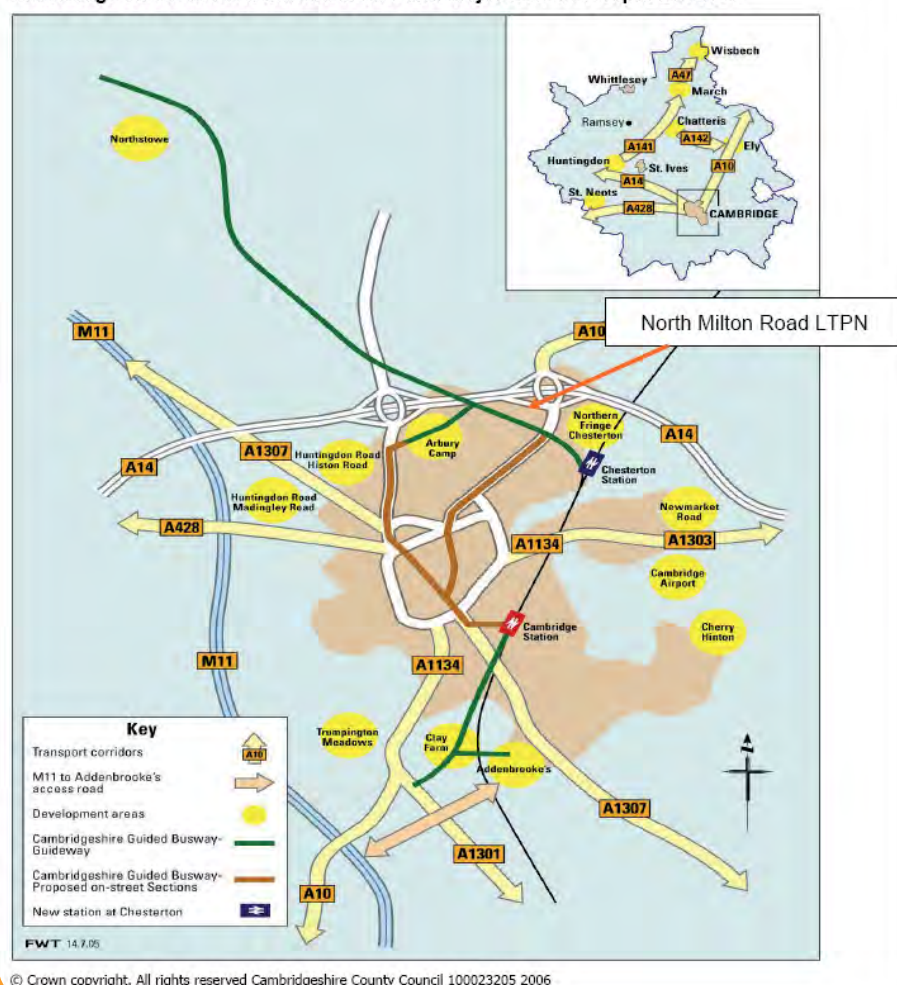 Wisbech
A47
Whittlesey
March
Ramsey
Chatteris
A142
A141
Ely
Huntingdon
St. Ives
A10
A14
St. Neots
A428
CAMBRIDGE
Northstowe
North Milton Road LTPN
M11
A10
Northern
Fringe
Chesterton
A14
Arbury
Camp
A1307
Huntingdon Road
Histon Road
Chesterton
Station
A14
Huntingdon Road
Madingley Road
Newmarket
Road
A428
A1134
A1303
Cambridge
Airport
Cambridge
Station
Cherry
Hinton
M11
A1134
Trumpington
Meadows
Clay
Farm
Addenbrooke's
N
A1307
A1301
A10
Key
Transport corridors
A10
M11 to Addenbrooke's
access road
Development areas
Cambridgeshire Guided Busway-
Guideway
Cambridgeshire Guided Busway-
Proposed on-street Sections
New station at Chesterton
FWT 14.7.05
© Crown copyright. All rights reserved Cambridgeshire County Council 100023205 2006